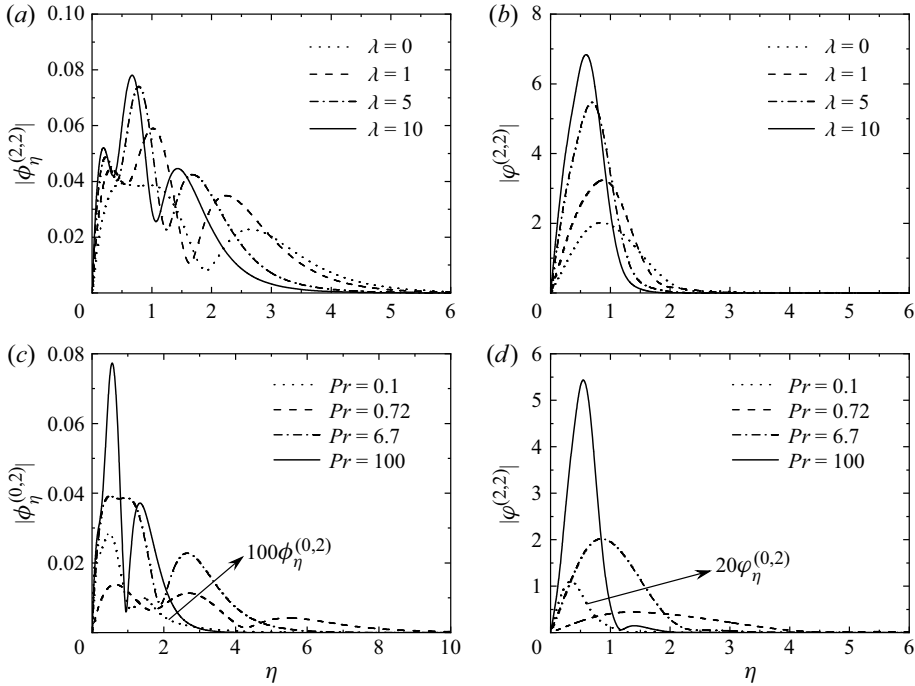 (a)
0.10
0.08
0.06
0.04
0.02
|ϕ_η^{(2,2)}|
λ = 0
λ = 1
λ = 5
λ = 10
0 1 2 3 4 5 6
(b)
8
6
4
2
|φ^{(2,2)}|
λ = 0
λ = 1
λ = 5
λ = 10
0 1 2 3 4 5 6
(c)
0.08
0.06
0.04
0.02
|ϕ_η^{(0,2)}|
Pr = 0.1
Pr = 0.72
Pr = 6.7
Pr = 100
100ϕ_η^{(0,2)}
0 2 4 6 8 10
η
(d)
6
5
4
3
2
1
|φ^{(2,2)}|
Pr = 0.1
Pr = 0.72
Pr = 6.7
Pr = 100
20φ_η^{(0,2)}
0 1 2 3 4 5 6
η